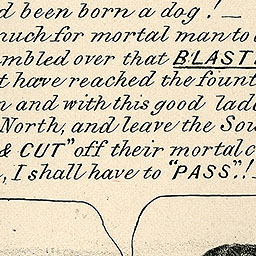 d been born a dog! —
much for mortal man to
mbled over that BLAST
t have reached the fount
n and with this good lad
North, and leave the Sou
& CUT" off their mortal c
, I shall have to "PASS"!